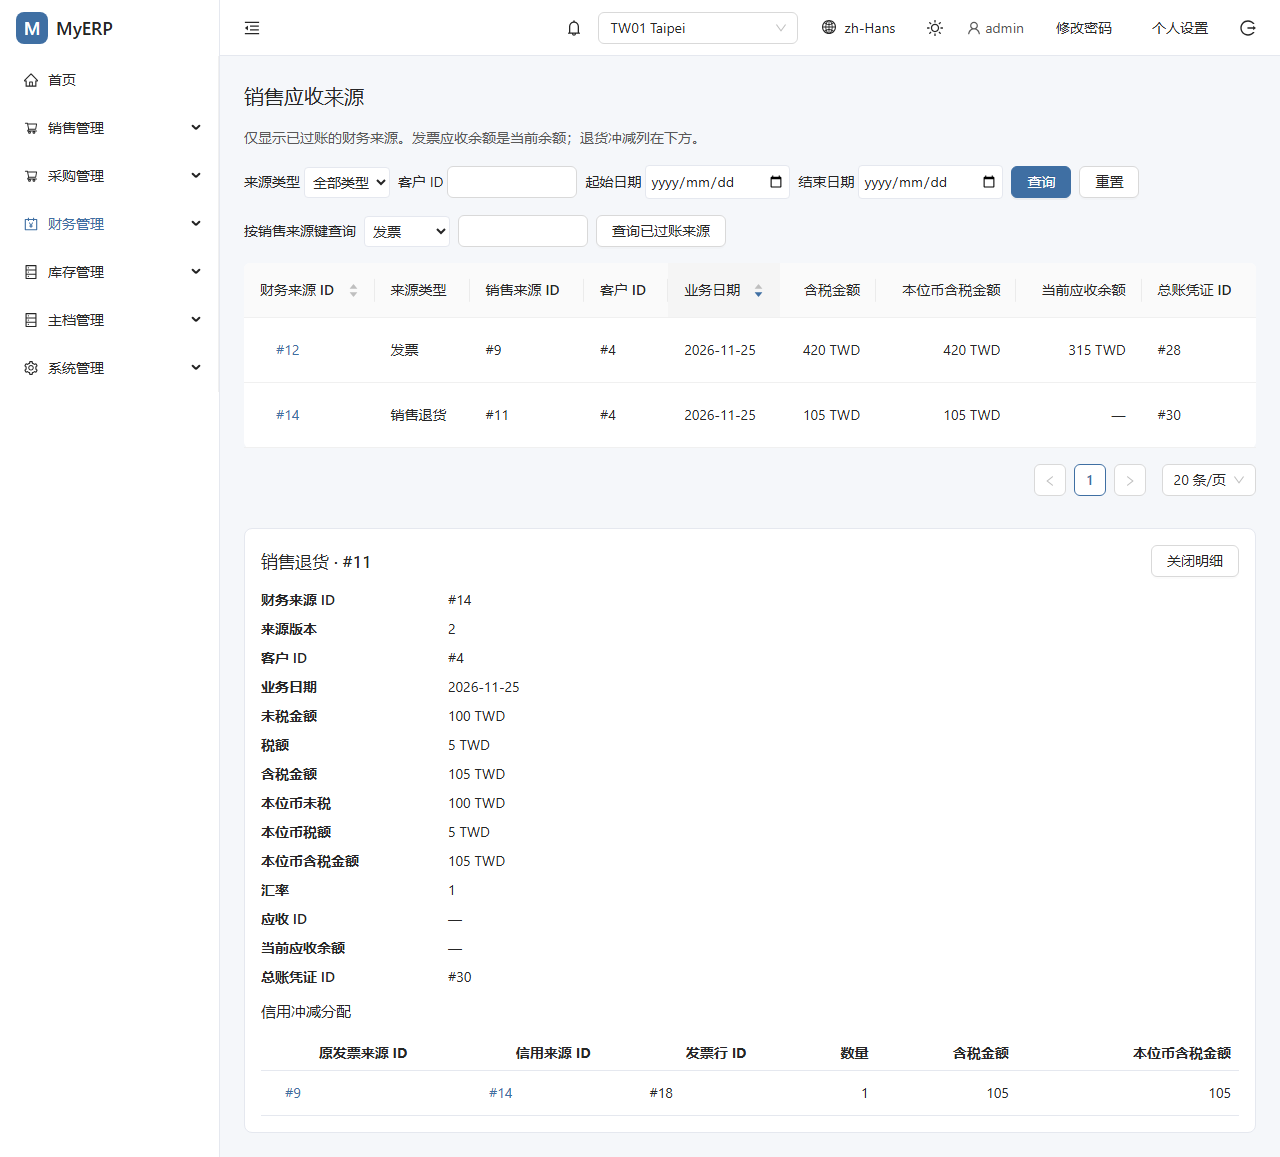 M MyERP
TW01 Taipei
zh-Hans
admin
修改密码
个人设置
首页
销售管理
采购管理
财务管理
库存管理
主档管理
系统管理
销售应收来源
仅显示已过账的财务来源。发票应收余额是当前余额；退货冲减列在下方。
来源类型 全部类型 客户 ID 起始日期 yyyy/mm/dd 结束日期 yyyy/mm/dd 查询 重置
按销售来源键查询 发票 查询已过账来源
财务来源 ID 来源类型 销售来源 ID 客户 ID 业务日期 含税金额 本位币含税金额 当前应收余额 总账凭证 ID
#12 发票 #9 #4 2026-11-25 420 TWD 420 TWD 315 TWD #28
#14 销售退货 #11 #4 2026-11-25 105 TWD 105 TWD — #30
< 1 > 20 条/页
销售退货 · #11 关闭明细
财务来源 ID #14
来源版本 2
客户 ID #4
业务日期 2026-11-25
未税金额 100 TWD
税额 5 TWD
含税金额 105 TWD
本位币未税 100 TWD
本位币税额 5 TWD
本位币含税金额 105 TWD
汇率 1
应收 ID —
当前应收余额 —
总账凭证 ID #30
信用冲减分配
原发票来源 ID 信用来源 ID 发票行 ID 数量 含税金额 本位币含税金额
#9 #14 #18 1 105 105